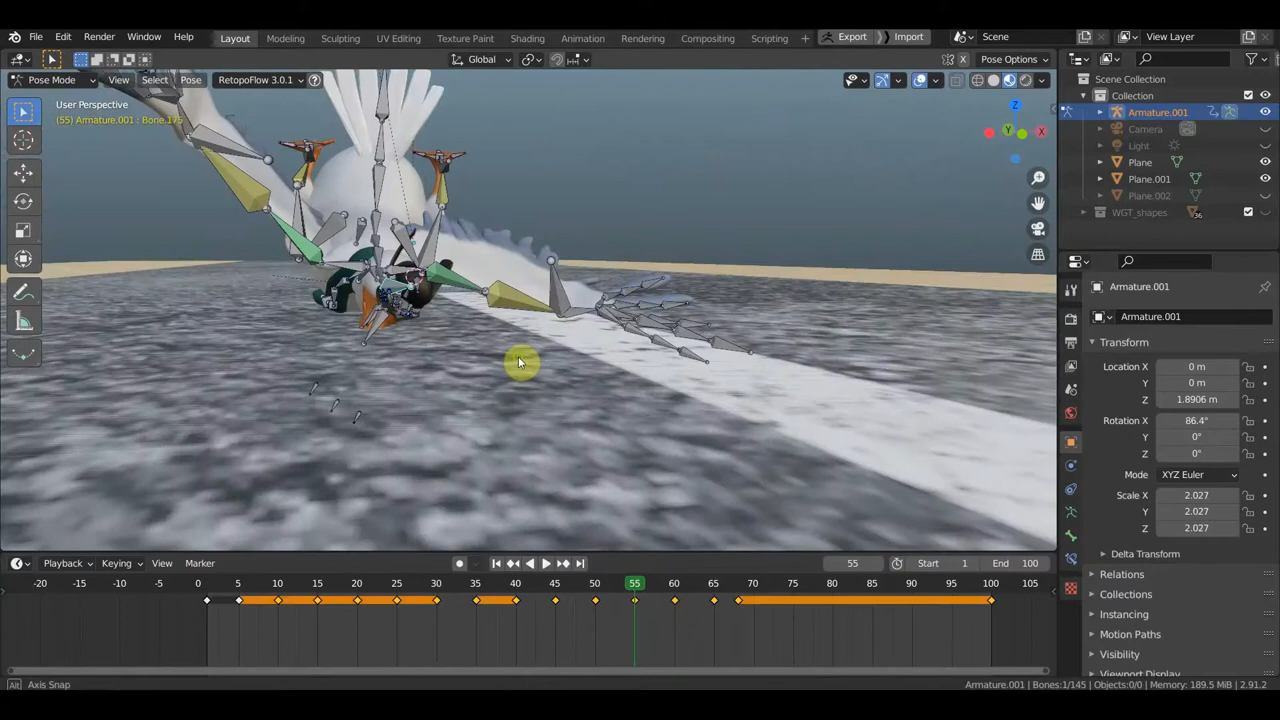 File Edit Render Window Help Layout Modeling Sculpting UV Editing Texture Paint Shading Animation Rendering Compositing Scripting + Export Import Scene View Layer
Global Pose Options
Pose Mode View Select Pose RetopoFlow 3.0.1
User Perspective
(55) Armature.001 : Bone.175
Z
Y
X
Scene Collection
Collection
Armature.001
Camera
Light
Plane
Plane.001
Plane.002
WGT_shapes 36
Armature.001
Armature.001
Transform
Location X 0 m
Y 0 m
Z 1.8906 m
Rotation X 86.4°
Y 0°
Z 0°
Mode XYZ Euler
Scale X 2.027
Y 2.027
Z 2.027
Delta Transform
Relations
Collections
Instancing
Motion Paths
Visibility
Viewport Display
Playback Keying View Marker 55 Start 1 End 100
-20 -15 -10 -5 0 5 10 15 20 25 30 35 40 45 50 55 60 65 70 75 80 85 90 95 100 105
Alt Axis Snap Armature.001 | Bones:1/145 | Objects:0/0 | Memory: 189.5 MiB | 2.91.2